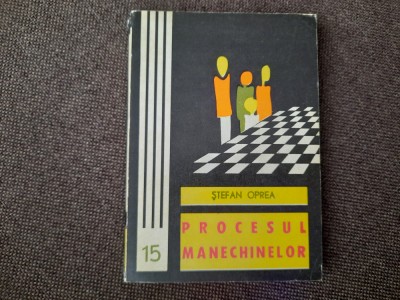 ŞTEFAN OPREA
PROCESUL
MANECHINELOR
15